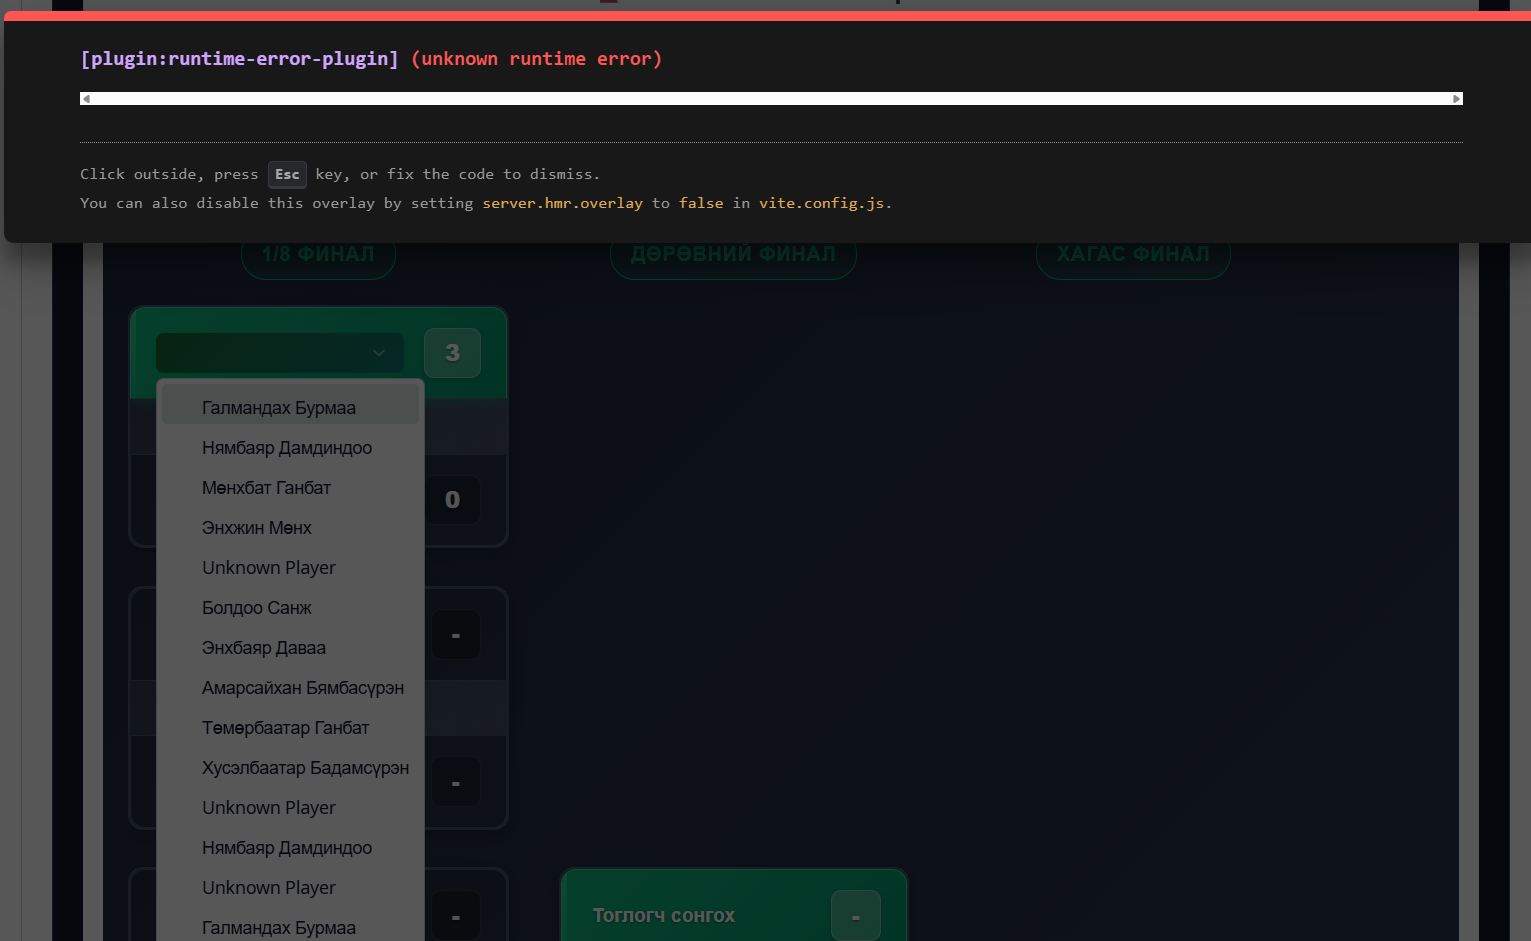 [plugin:runtime-error-plugin] (unknown runtime error)
Click outside, press Esc key, or fix the code to dismiss.
You can also disable this overlay by setting server.hmr.overlay to false in vite.config.js.
1/8 ФИНАЛ
ДӨРӨВНИЙ ФИНАЛ
ХАГАС ФИНАЛ
3
Галмандах Бурмаа
Нямбаяр Дамдиндоо
Мөнхбат Ганбат
0
Энхжин Мөнх
Unknown Player
Болдоо Санж
-
Энхбаяр Даваа
Амарсайхан Бямбасүрэн
Төмөрбаатар Ганбат
Хусэлбаатар Бадамсүрэн
-
Unknown Player
Нямбаяр Дамдиндоо
Unknown Player
-
Тоглогч сонгох
-
Галмандах Бурмаа